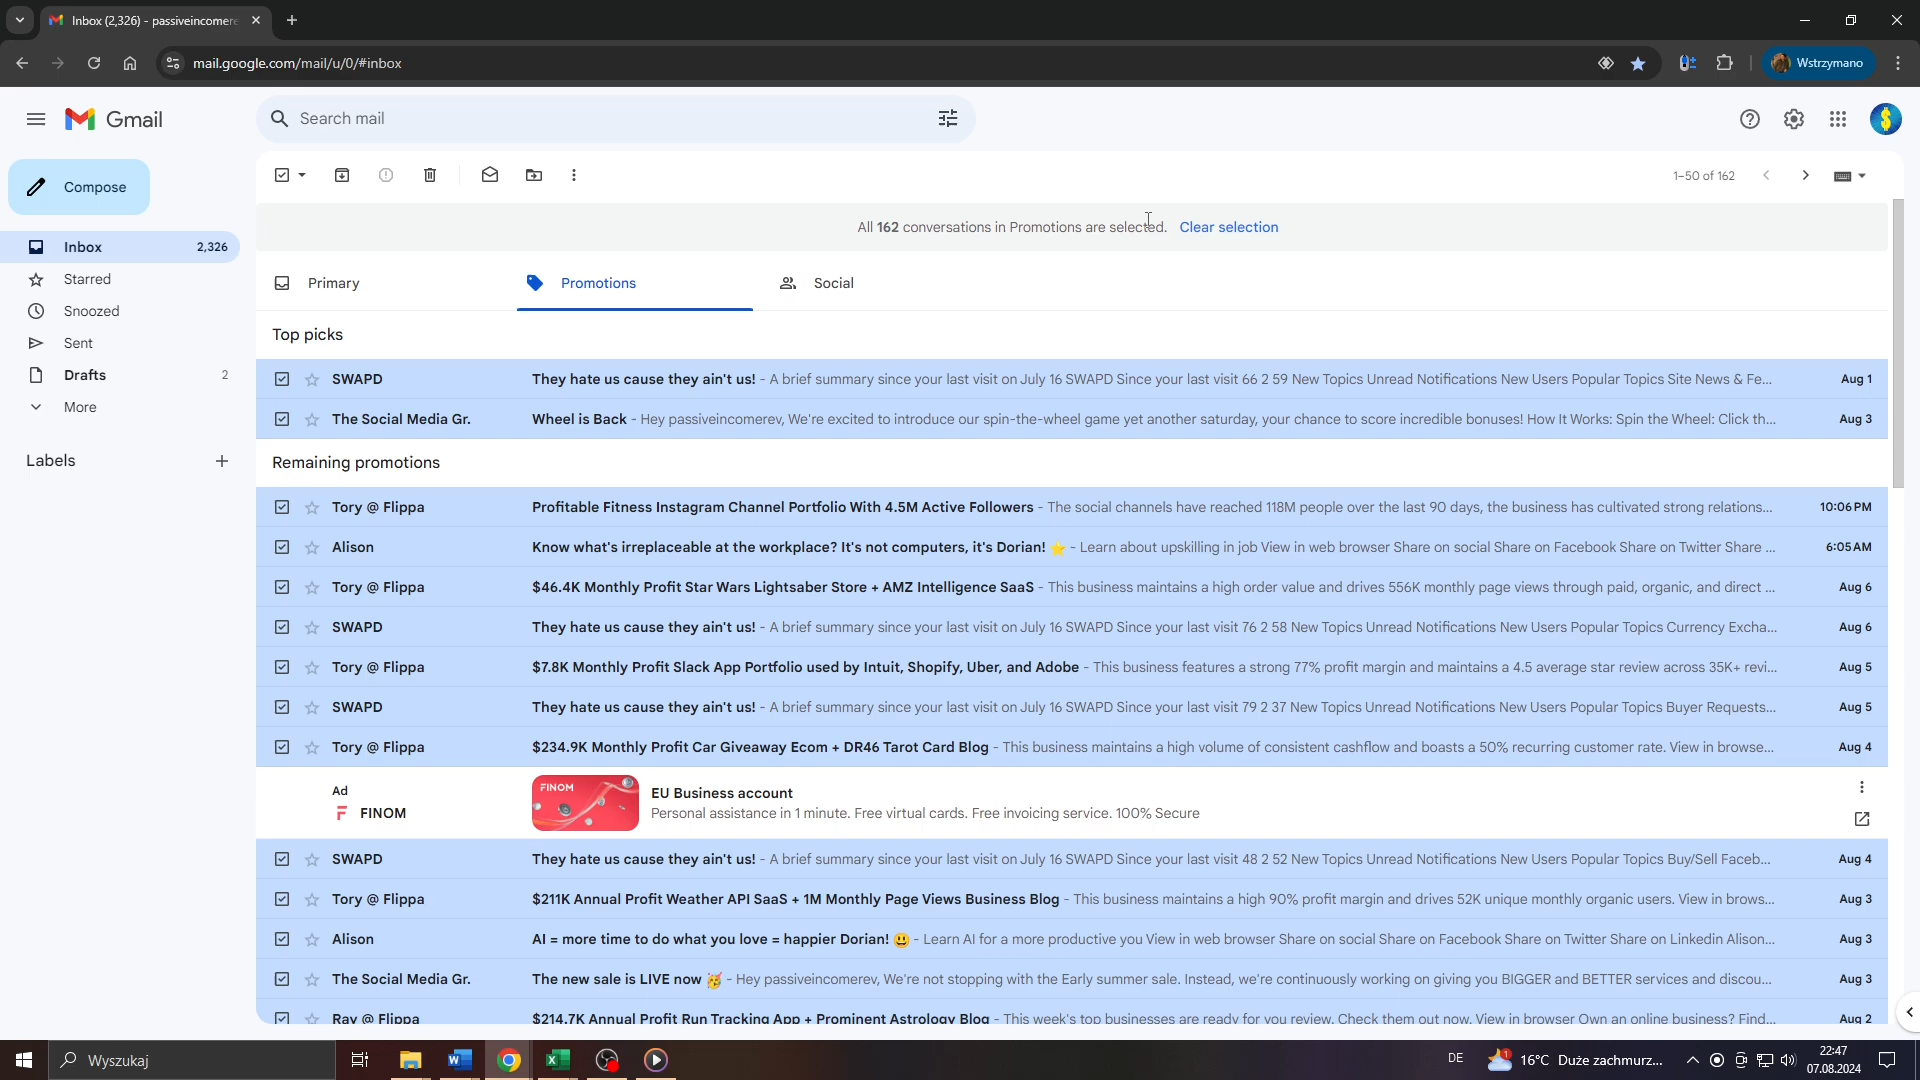 Inbox (2,326) - passiveincomere
mail.google.com/mail/u/0/#inbox
Wstrzymano
Gmail
Search mail
Compose
1–50 of 162
All 162 conversations in Promotions are selected. Clear selection
Inbox 2,326
Starred
Snoozed
Sent
Drafts 2
More
Labels
Primary
Promotions
Social
Top picks
SWAPD They hate us cause they ain't us! - A brief summary since your last visit on July 16 SWAPD Since your last visit 66 2 59 New Topics Unread Notifications New Users Popular Topics Site News & Fe... Aug 1
The Social Media Gr. Wheel is Back - Hey passiveincomerev, We're excited to introduce our spin-the-wheel game yet another saturday, your chance to score incredible bonuses! How It Works: Spin the Wheel: Click th... Aug 3
Remaining promotions
Tory @ Flippa Profitable Fitness Instagram Channel Portfolio With 4.5M Active Followers - The social channels have reached 118M people over the last 90 days, the business has cultivated strong relations... 10:06 PM
Alison Know what's irreplaceable at the workplace? It's not computers, it's Dorian! ⭐ - Learn about upskilling in job View in web browser Share on social Share on Facebook Share on Twitter Share ... 6:05 AM
Tory @ Flippa $46.4K Monthly Profit Star Wars Lightsaber Store + AMZ Intelligence SaaS - This business maintains a high order value and drives 556K monthly page views through paid, organic, and direct ... Aug 6
SWAPD They hate us cause they ain't us! - A brief summary since your last visit on July 16 SWAPD Since your last visit 76 2 58 New Topics Unread Notifications New Users Popular Topics Currency Excha... Aug 6
Tory @ Flippa $7.8K Monthly Profit Slack App Portfolio used by Intuit, Shopify, Uber, and Adobe - This business features a strong 77% profit margin and maintains a 4.5 average star review across 35K+ revi... Aug 5
SWAPD They hate us cause they ain't us! - A brief summary since your last visit on July 16 SWAPD Since your last visit 79 2 37 New Topics Unread Notifications New Users Popular Topics Buyer Requests... Aug 5
Tory @ Flippa $234.9K Monthly Profit Car Giveaway Ecom + DR46 Tarot Card Blog - This business maintains a high volume of consistent cashflow and boasts a 50% recurring customer rate. View in browse... Aug 4
Ad
FINOM
FINOM
EU Business account
Personal assistance in 1 minute. Free virtual cards. Free invoicing service. 100% Secure
SWAPD They hate us cause they ain't us! - A brief summary since your last visit on July 16 SWAPD Since your last visit 48 2 52 New Topics Unread Notifications New Users Popular Topics Buy/Sell Faceb... Aug 4
Tory @ Flippa $211K Annual Profit Weather API SaaS + 1M Monthly Page Views Business Blog - This business maintains a high 90% profit margin and drives 52K unique monthly organic users. View in brows... Aug 3
Alison AI = more time to do what you love = happier Dorian! 😃 - Learn AI for a more productive you View in web browser Share on social Share on Facebook Share on Twitter Share on Linkedin Alison... Aug 3
The Social Media Gr. The new sale is LIVE now 🥳 - Hey passiveincomerev, We're not stopping with the Early summer sale. Instead, we're continuously working on giving you BIGGER and BETTER services and discou... Aug 3
Ray @ Flippa $214.7K Annual Profit Run Tracking App + Prominent Astrology Blog - This week's top businesses are ready for you review. Check them out now. View in browser Own an online business? Find... Aug 2
Wyszukaj
DE
1
16°C Duże zachmurz...
22:47
07.08.2024